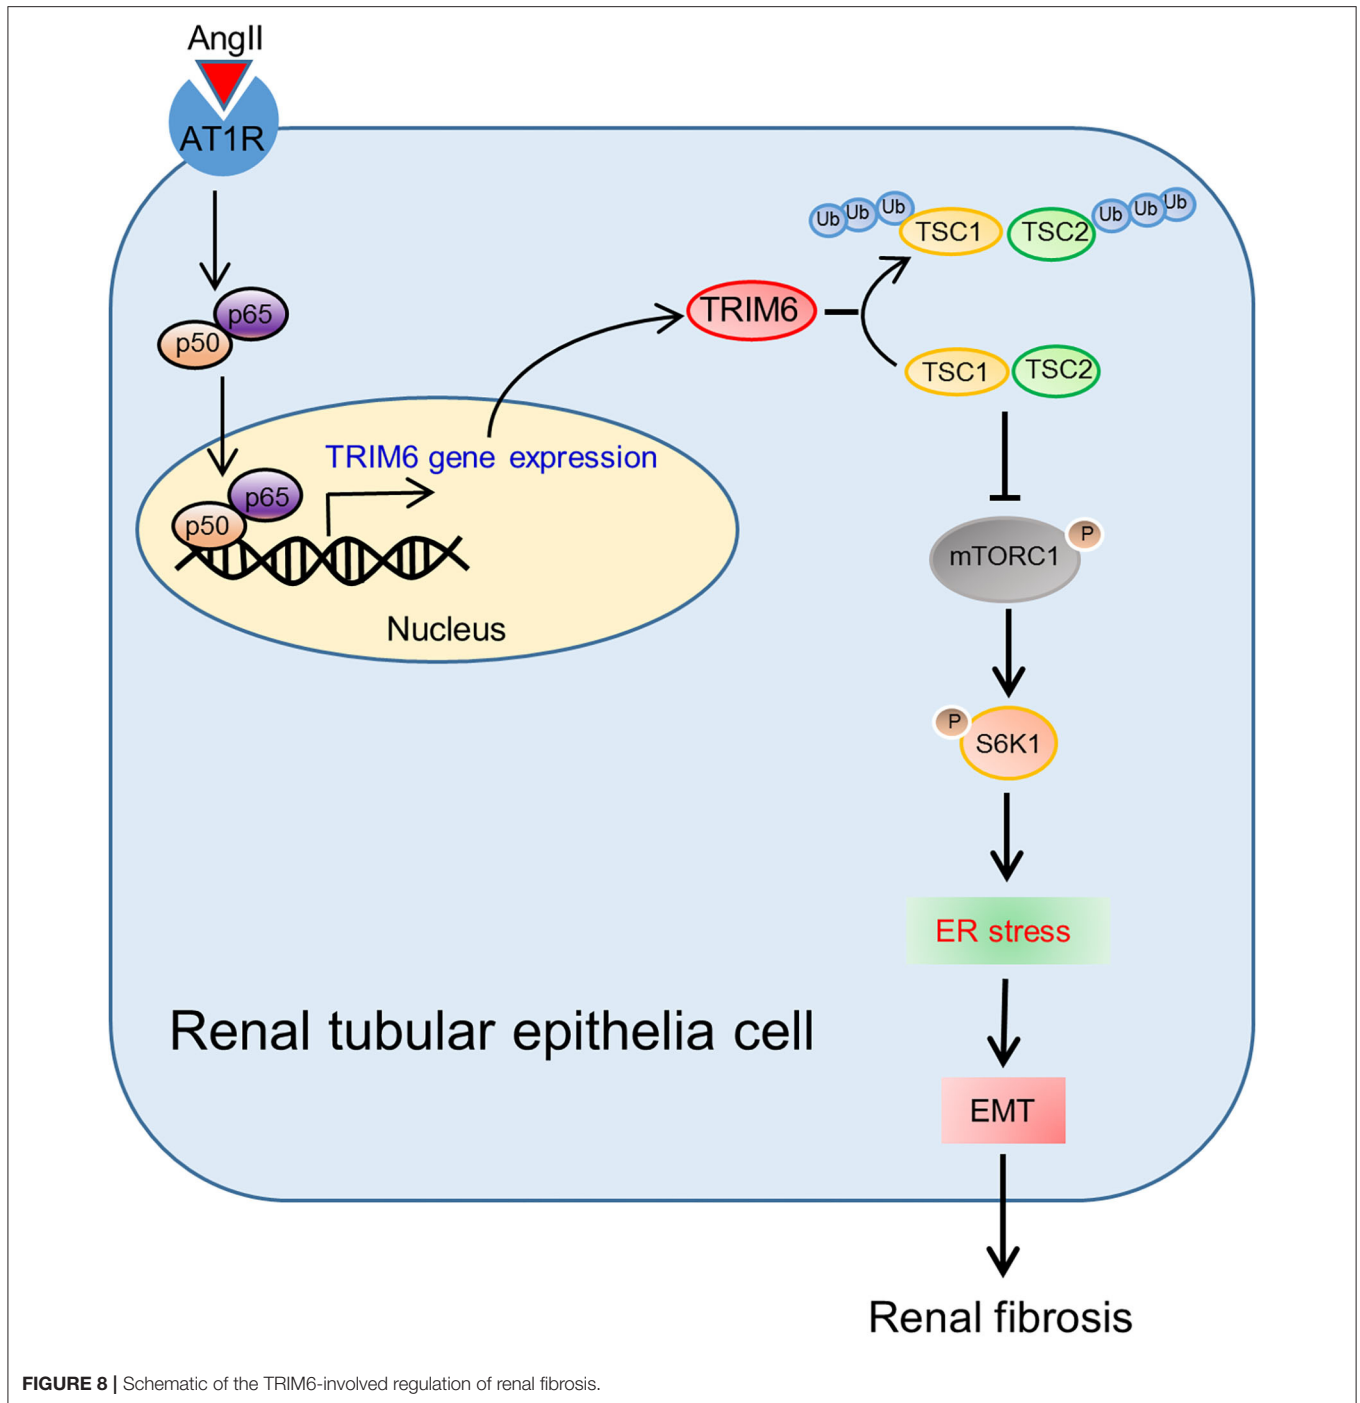 AngII
AT1R
p65
p50
TRIM6 gene expression
p65
p50
Nucleus
TRIM6
Ub Ub Ub TSC1 TSC2 Ub Ub Ub
TSC1 TSC2
mTORC1 P
P S6K1
ER stress
Renal tubular epithelia cell
EMT
Renal fibrosis
FIGURE 8 | Schematic of the TRIM6-involved regulation of renal fibrosis.